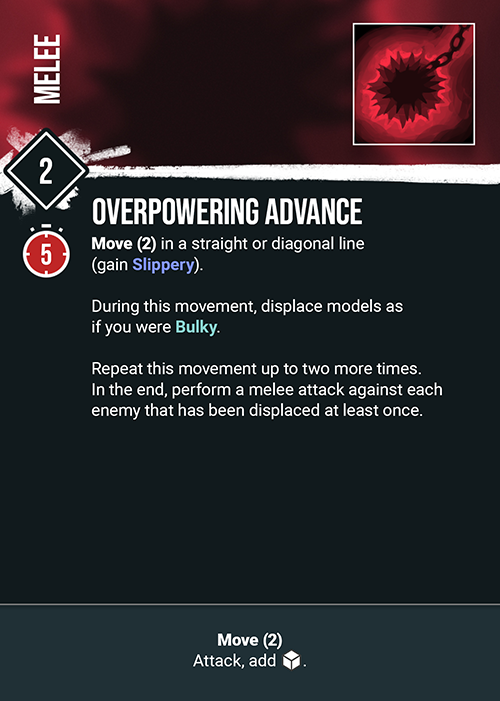 MELEE
2
5
OVERPOWERING ADVANCE
Move (2) in a straight or diagonal line
(gain Slippery).
During this movement, displace models as
if you were Bulky.
Repeat this movement up to two more times.
In the end, perform a melee attack against each
enemy that has been displaced at least once.
Move (2)
Attack, add .